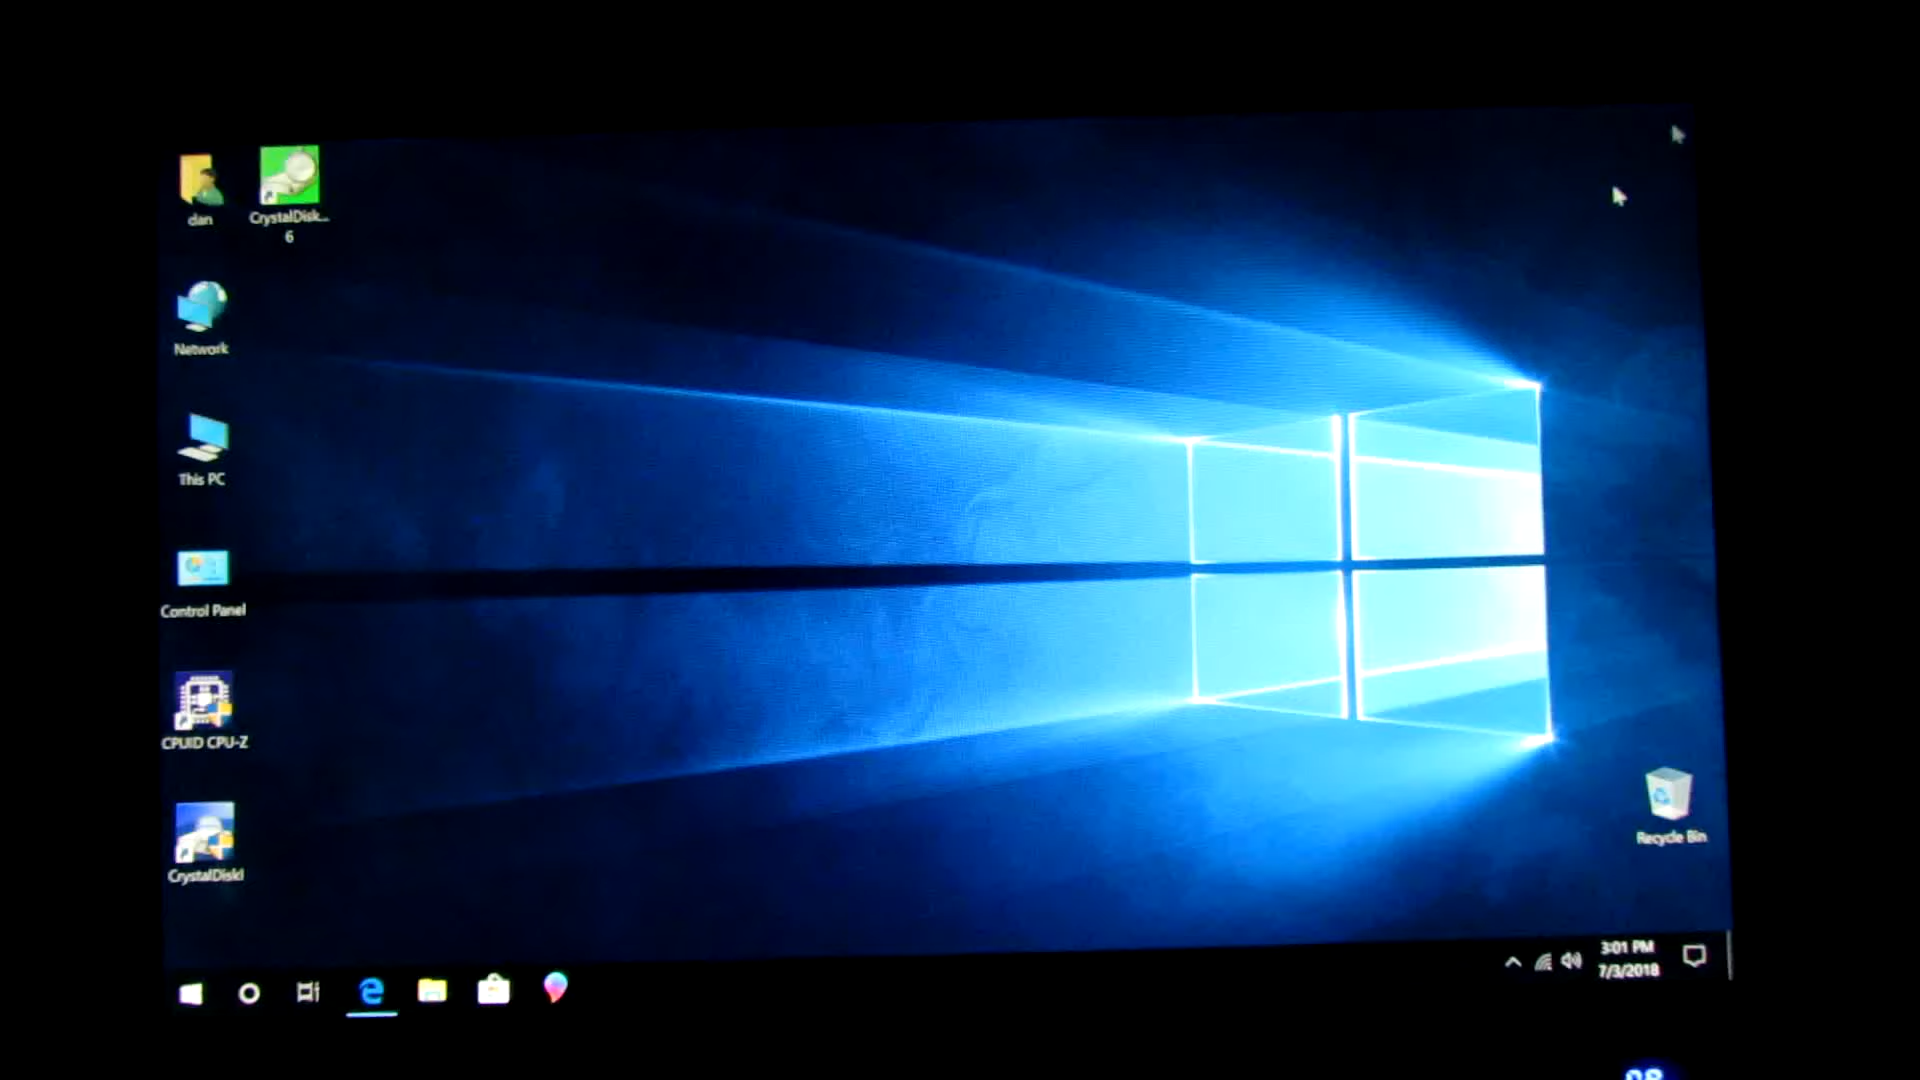 dan
CrystalDisk...
6
Network
This PC
Control Panel
CPUID CPU-Z
CrystalDiskI
Recycle Bin
3:01 PM
7/3/2018